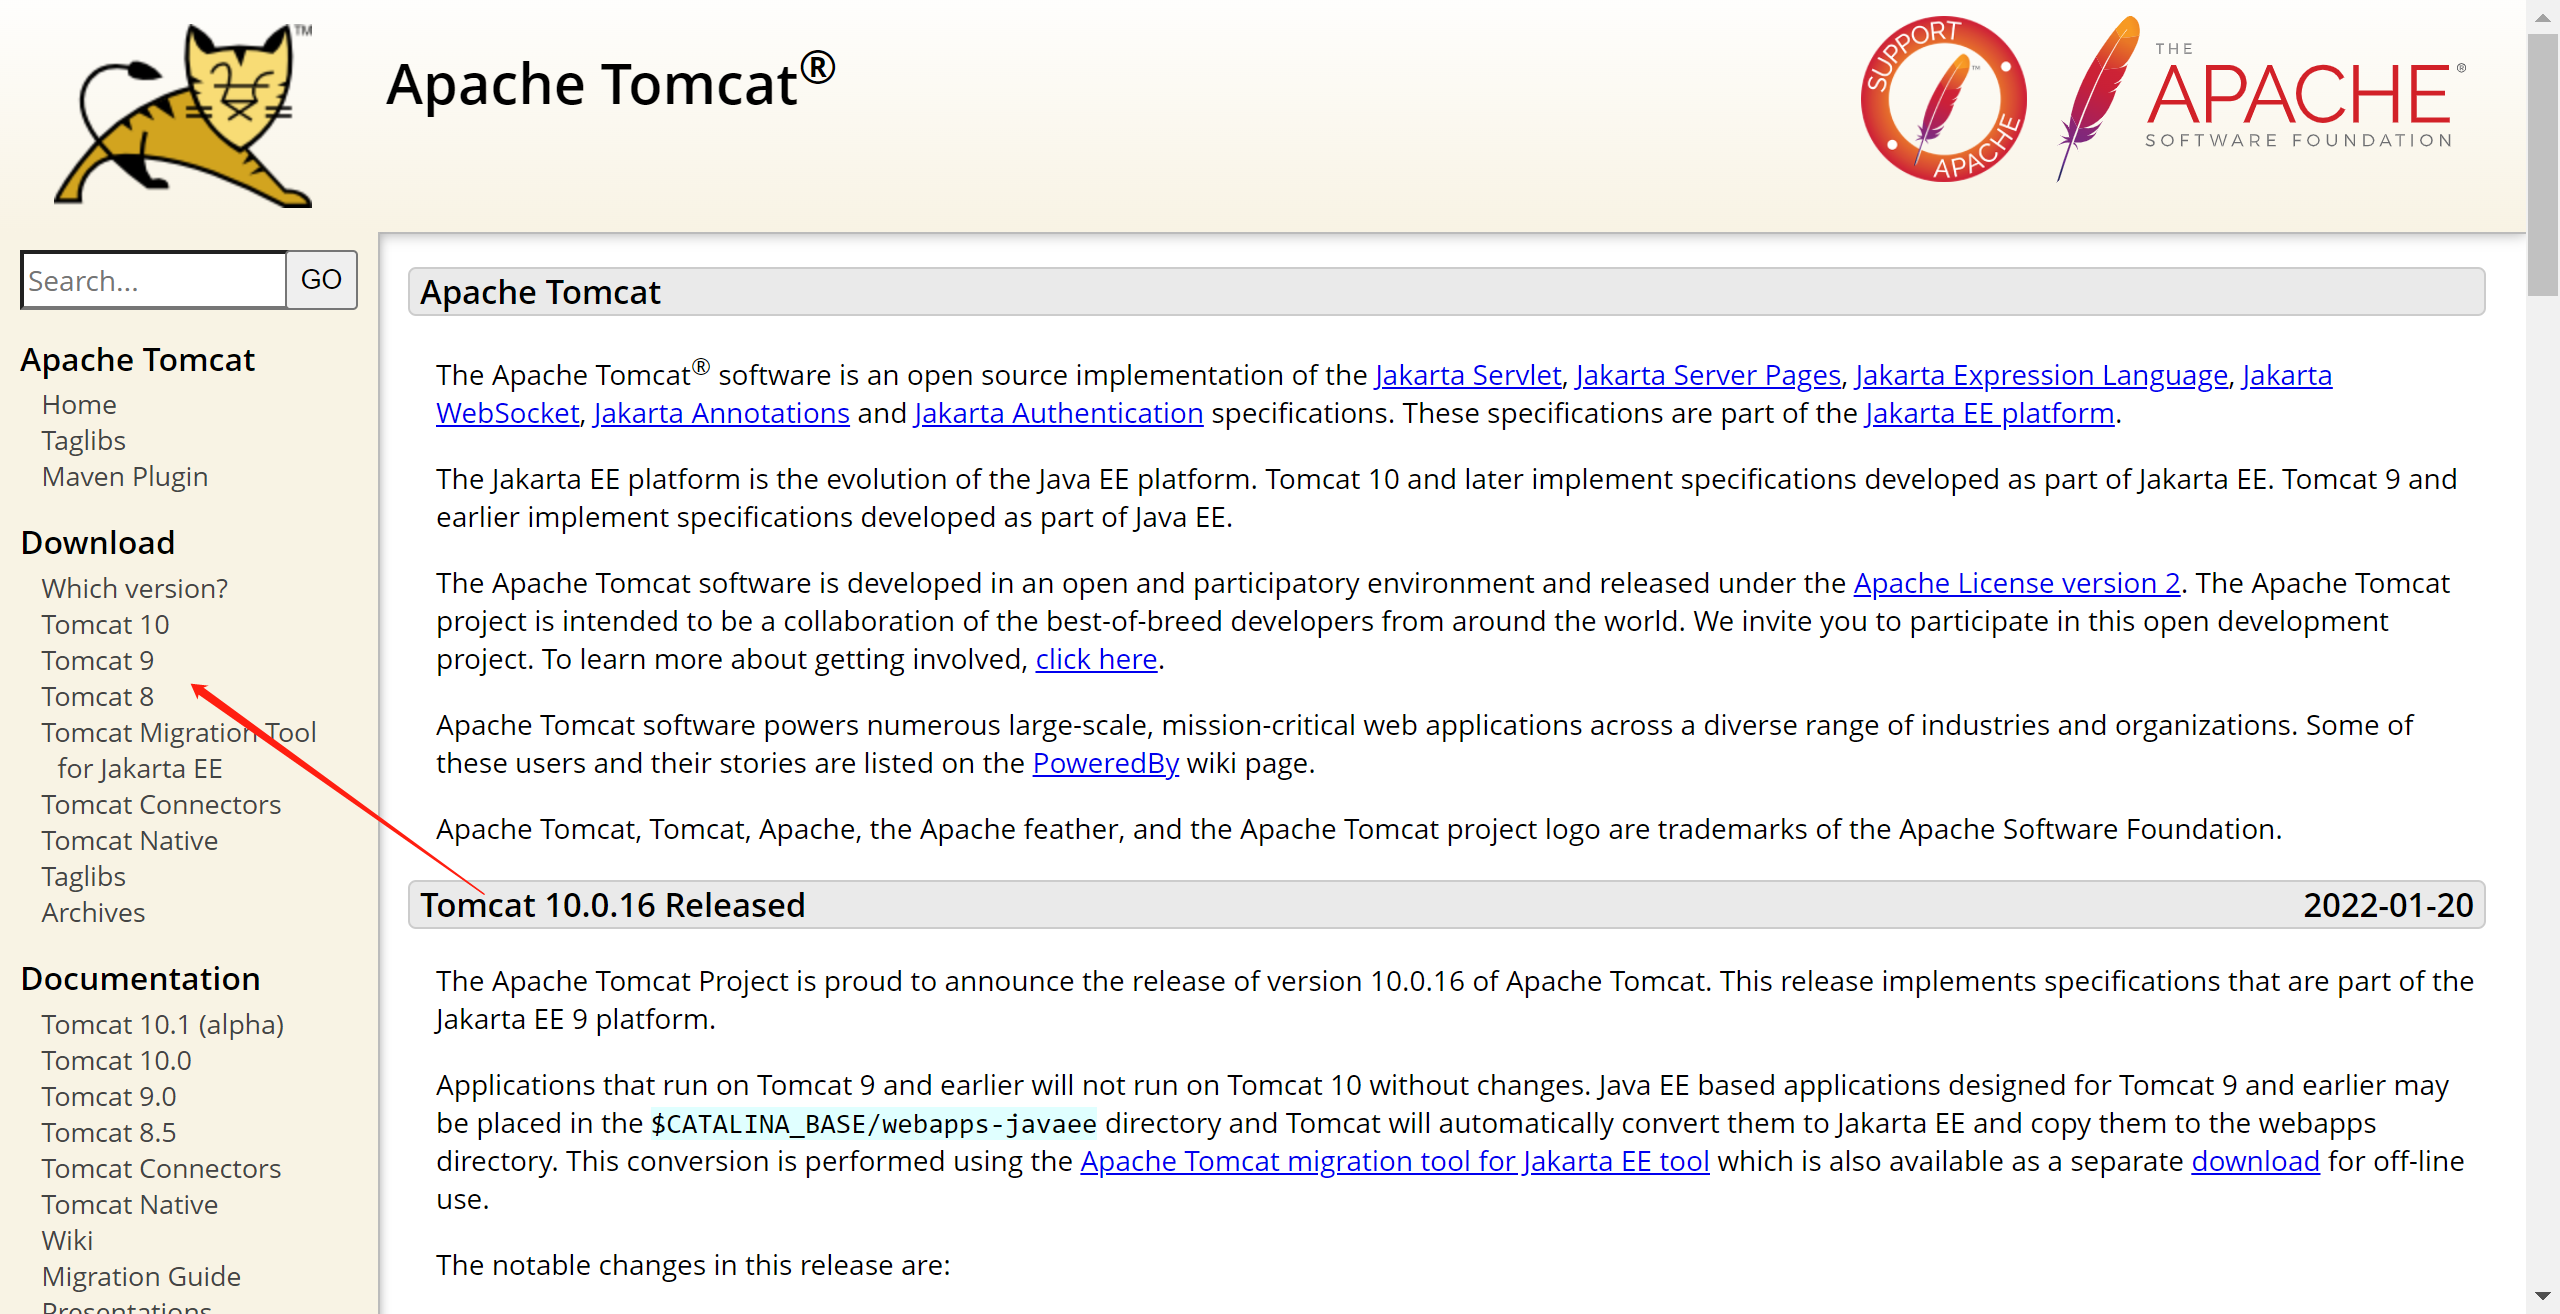 TM
Apache Tomcat®
SUPPORT APACHE
THE
APACHE®
SOFTWARE FOUNDATION
Search...
GO
Apache Tomcat
Home
Taglibs
Maven Plugin
Download
Which version?
Tomcat 10
Tomcat 9
Tomcat 8
Tomcat Migration Tool
for Jakarta EE
Tomcat Connectors
Tomcat Native
Taglibs
Archives
Documentation
Tomcat 10.1 (alpha)
Tomcat 10.0
Tomcat 9.0
Tomcat 8.5
Tomcat Connectors
Tomcat Native
Wiki
Migration Guide
Presentations
Apache Tomcat
The Apache Tomcat® software is an open source implementation of the Jakarta Servlet, Jakarta Server Pages, Jakarta Expression Language, Jakarta
WebSocket, Jakarta Annotations and Jakarta Authentication specifications. These specifications are part of the Jakarta EE platform.
The Jakarta EE platform is the evolution of the Java EE platform. Tomcat 10 and later implement specifications developed as part of Jakarta EE. Tomcat 9 and
earlier implement specifications developed as part of Java EE.
The Apache Tomcat software is developed in an open and participatory environment and released under the Apache License version 2. The Apache Tomcat
project is intended to be a collaboration of the best-of-breed developers from around the world. We invite you to participate in this open development
project. To learn more about getting involved, click here.
Apache Tomcat software powers numerous large-scale, mission-critical web applications across a diverse range of industries and organizations. Some of
these users and their stories are listed on the PoweredBy wiki page.
Apache Tomcat, Tomcat, Apache, the Apache feather, and the Apache Tomcat project logo are trademarks of the Apache Software Foundation.
Tomcat 10.0.16 Released 2022-01-20
The Apache Tomcat Project is proud to announce the release of version 10.0.16 of Apache Tomcat. This release implements specifications that are part of the
Jakarta EE 9 platform.
Applications that run on Tomcat 9 and earlier will not run on Tomcat 10 without changes. Java EE based applications designed for Tomcat 9 and earlier may
be placed in the $CATALINA_BASE/webapps-javaee directory and Tomcat will automatically convert them to Jakarta EE and copy them to the webapps
directory. This conversion is performed using the Apache Tomcat migration tool for Jakarta EE tool which is also available as a separate download for off-line
use.
The notable changes in this release are: